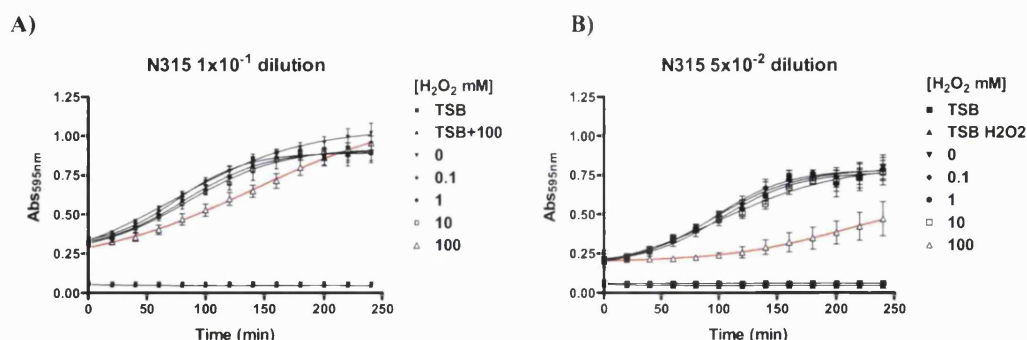 A)
N315 1x10⁻¹ dilution
Abs595nm
1.25
1.00
0.75
0.50
0.25
0.00
0 50 100 150 200 250
Time (min)
[H₂O₂ mM]
TSB
TSB+100
0
0.1
1
10
100
B)
N315 5x10⁻² dilution
Abs595nm
1.25
1.00
0.75
0.50
0.25
0.00
0 50 100 150 200 250
Time (min)
[H₂O₂ mM]
TSB
TSB H2O2
0
0.1
1
10
100